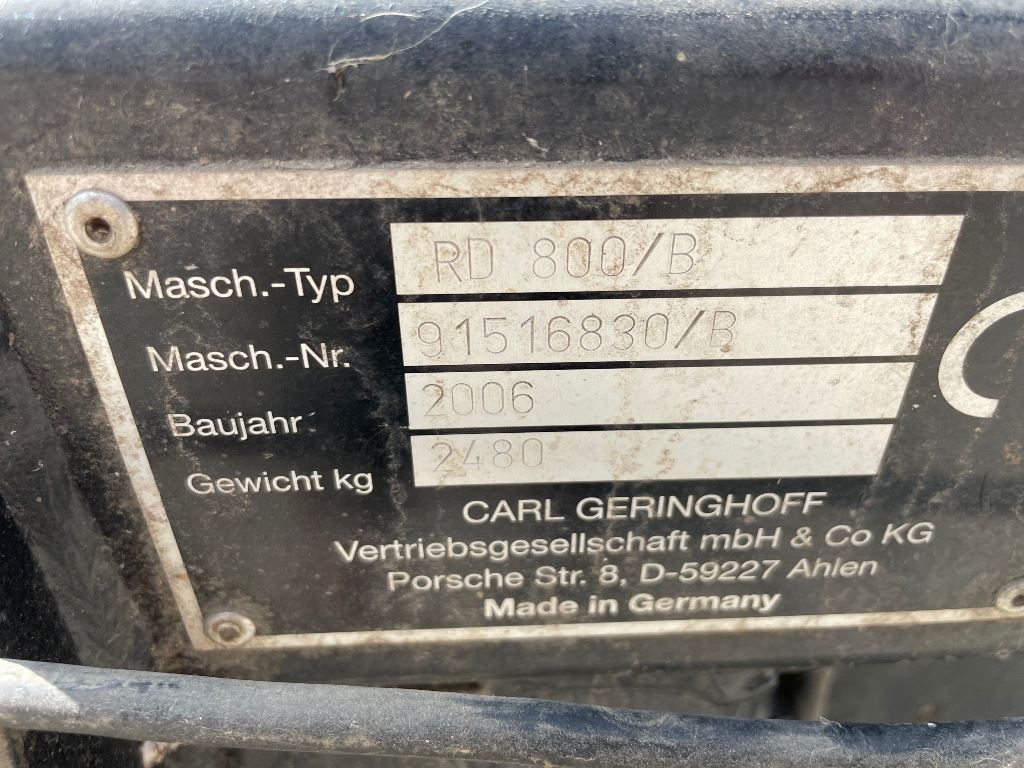 Masch.-Typ RD 800/B
Masch.-Nr. 91516830/B
Baujahr 2006
Gewicht kg 2480
CARL GERINGHOFF
Vertriebsgesellschaft mbH & Co KG
Porsche Str. 8, D-59227 Ahlen
Made in Germany